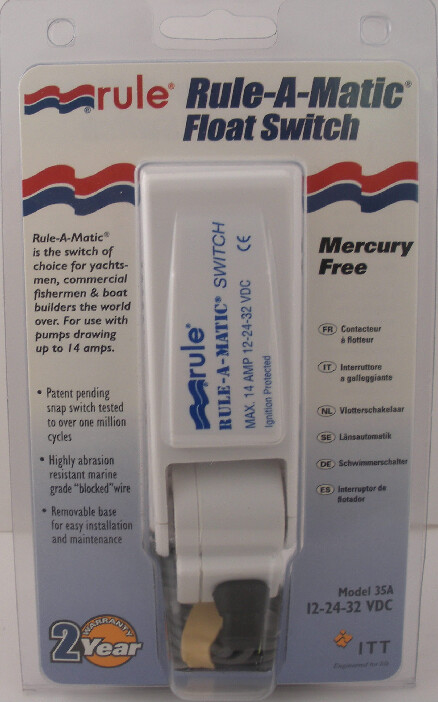 rule® Rule-A-Matic®
Float Switch
Rule-A-Matic®
is the switch of
choice for yachts-
men, commercial
fishermen & boat
builders the world
over. For use with
pumps drawing
up to 14 amps.
• Patent pending
snap switch tested
to over one million
cycles
• Highly abrasion
resistant marine
grade "blocked" wire
• Removable base
for easy installation
and maintenance
2 Year
WARRANTY
rule®
RULE-A-MATIC® SWITCH
MAX. 14 AMP 12-24-32 VDC CE
Ignition Protected
Mercury
Free
FR Contacteur
à flotteur
IT Interruttore
a galleggiante
NL Vlotterschakelaar
SE Länsautomatik
DE Schwimmerschalter
ES Interruptor de
flotador
Model 35A
12-24-32 VDC
ITT
Engineered for life